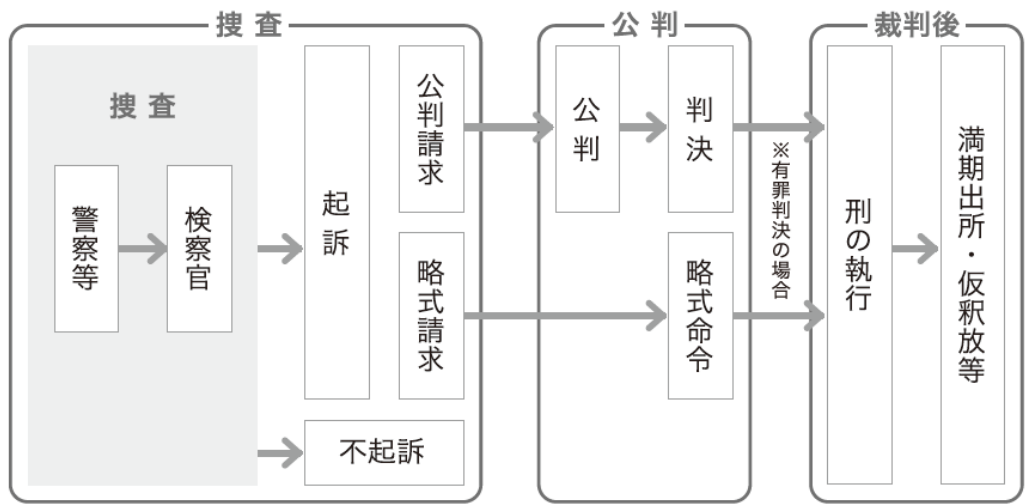 捜査
捜査
警察等
検察官
起訴
公判請求
略式請求
不起訴
公判
公判
判決
略式命令
※有罪判決の場合
裁判後
刑の執行
満期出所・仮釈放等